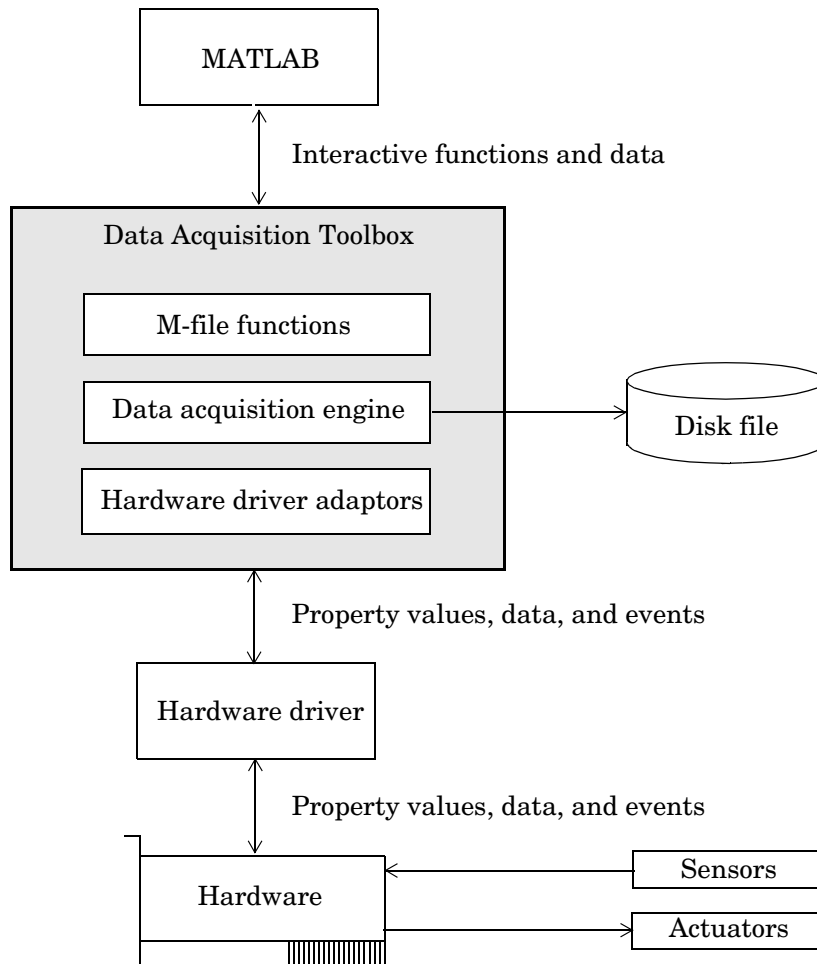 MATLAB
Interactive functions and data
Data Acquisition Toolbox
M-file functions
Data acquisition engine
Disk file
Hardware driver adaptors
Property values, data, and events
Hardware driver
Property values, data, and events
Sensors
Hardware
Actuators